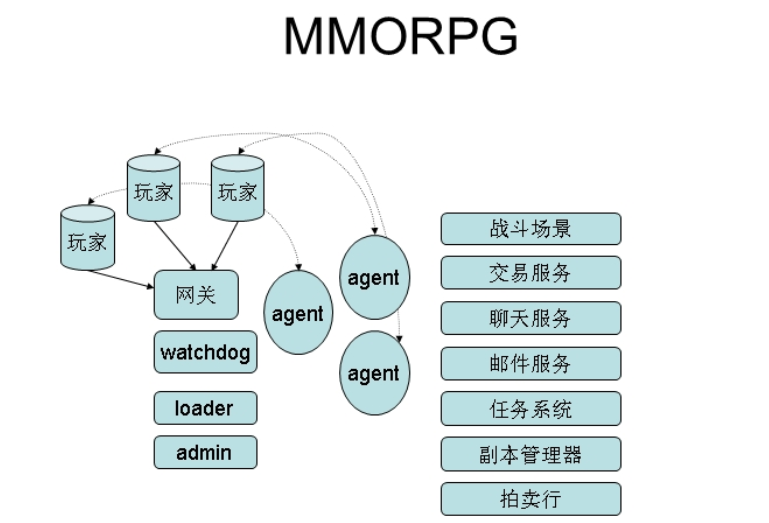 MMORPG
玩家
玩家
玩家
网关
watchdog
loader
admin
agent
agent
agent
战斗场景
交易服务
聊天服务
邮件服务
任务系统
副本管理器
拍卖行